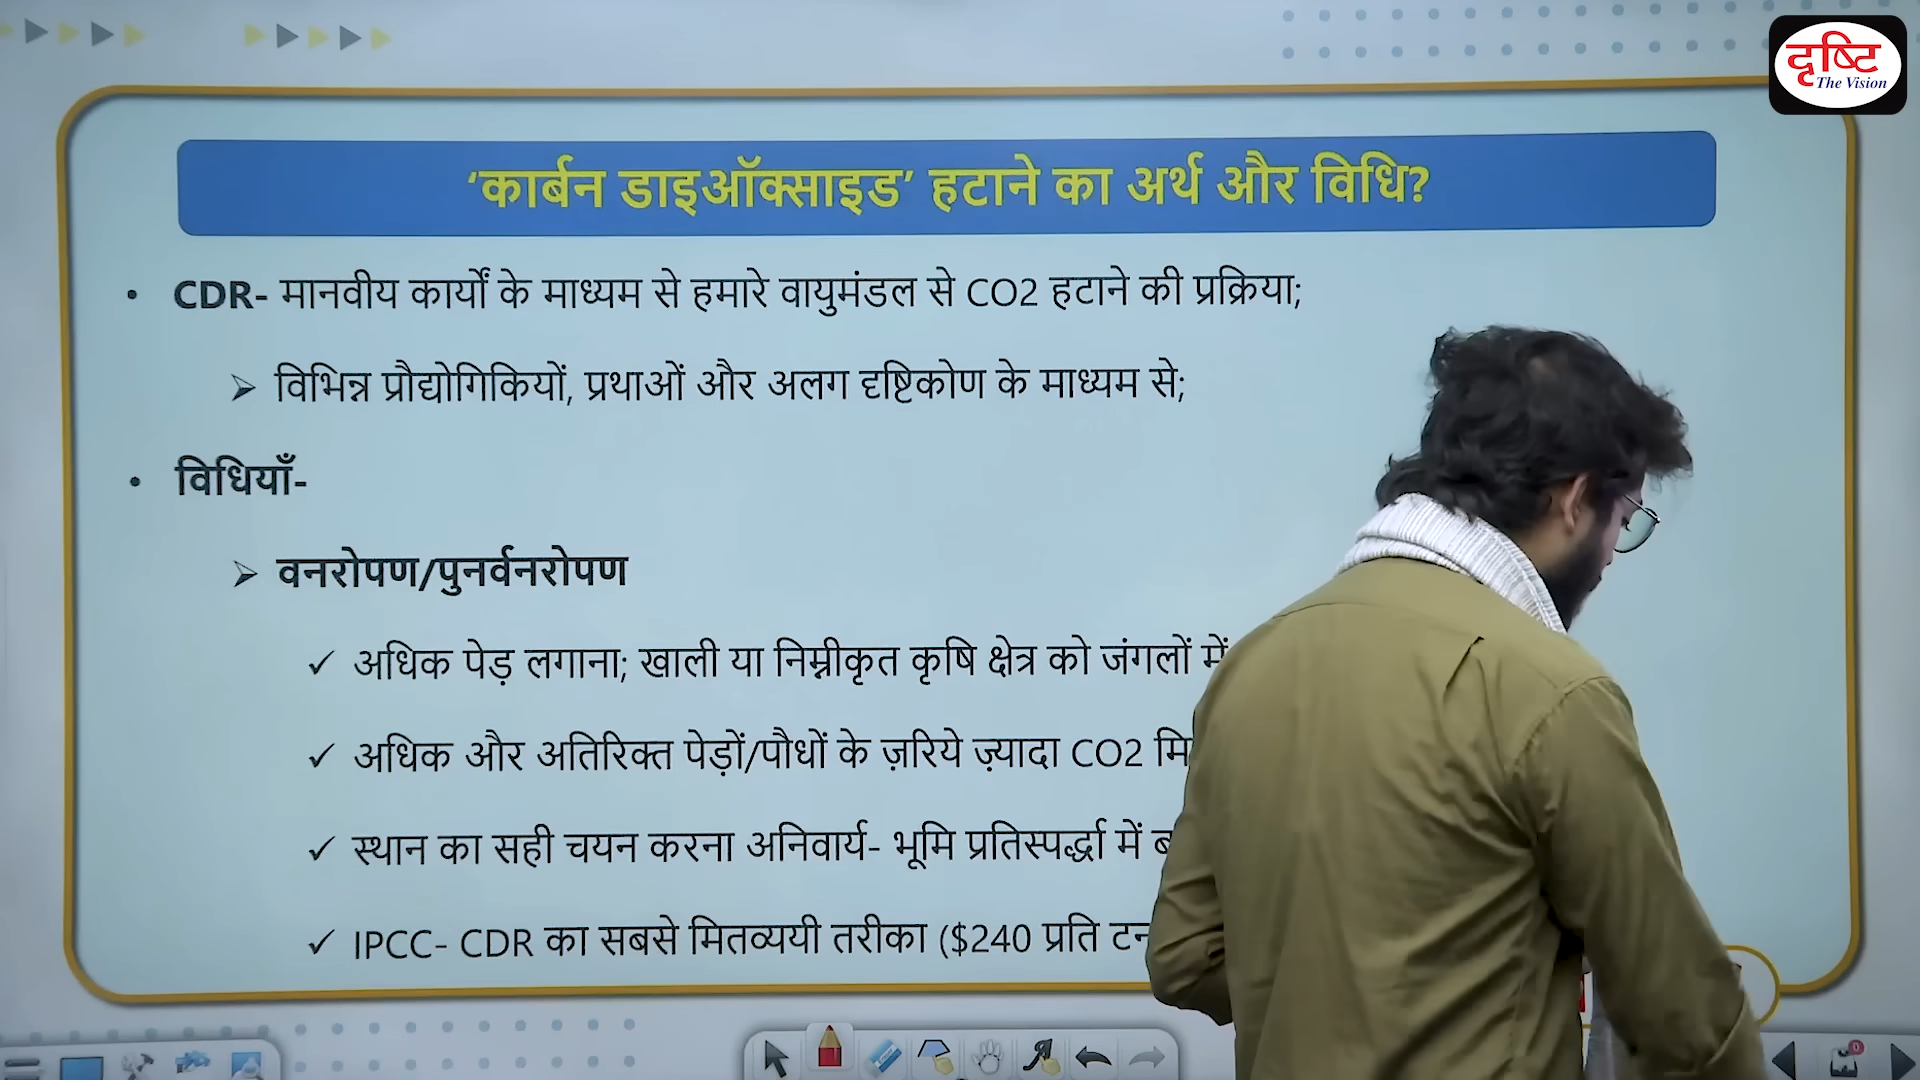 दृष्टि
The Vision
‘कार्बन डाइऑक्साइड’ हटाने का अर्थ और विधि?
• CDR- मानवीय कार्यों के माध्यम से हमारे वायुमंडल से CO2 हटाने की प्रक्रिया;
➢ विभिन्न प्रौद्योगिकियों, प्रथाओं और अलग दृष्टिकोण के माध्यम से;
• विधियाँ-
➢ वनरोपण/पुनर्वनरोपण
✓ अधिक पेड़ लगाना; खाली या निम्नीकृत कृषि क्षेत्र को जंगलों में
✓ अधिक और अतिरिक्त पेड़ों/पौधों के ज़रिये ज़्यादा CO2
✓ स्थान का सही चयन करना अनिवार्य- भूमि प्रतिस्पर्द्धा में
✓ IPCC- CDR का सबसे मितव्ययी तरीका ($240 प्रति टन